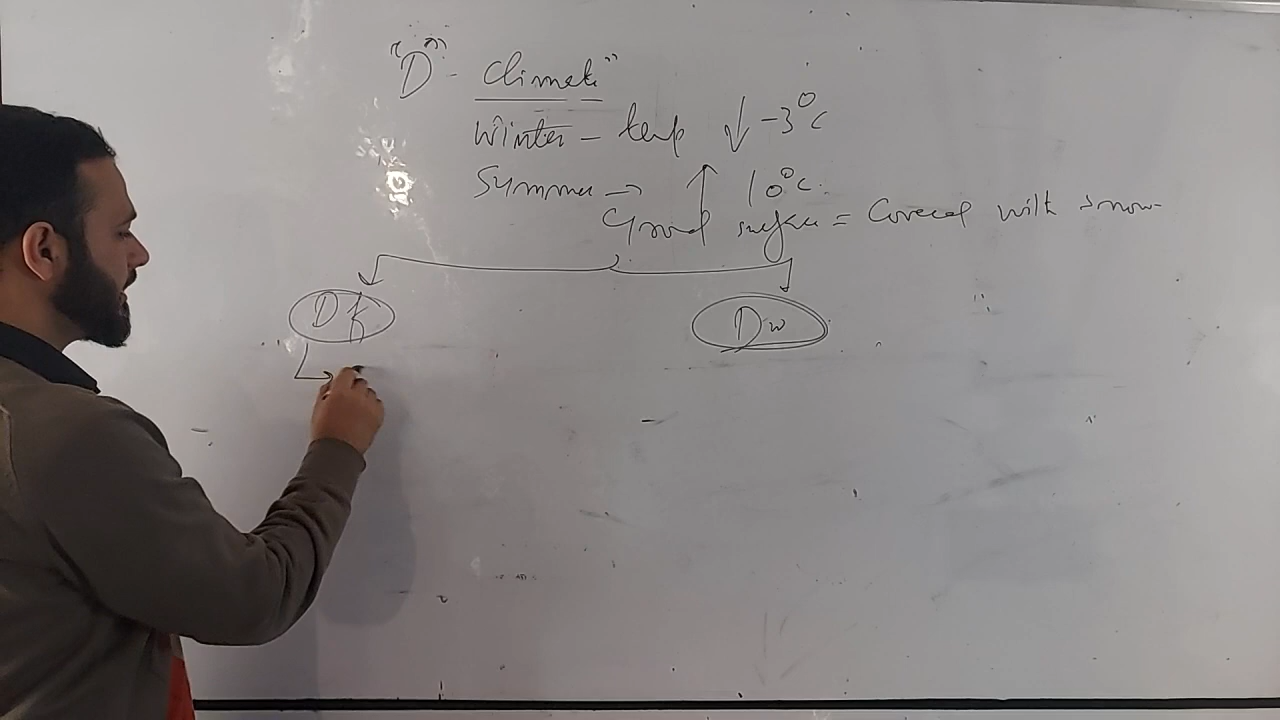 "D" - Climate"
Winter - temp ↓ -3°C
Summer → ↑ 10°C.
Ground surface = Covered with snow
Df Dw